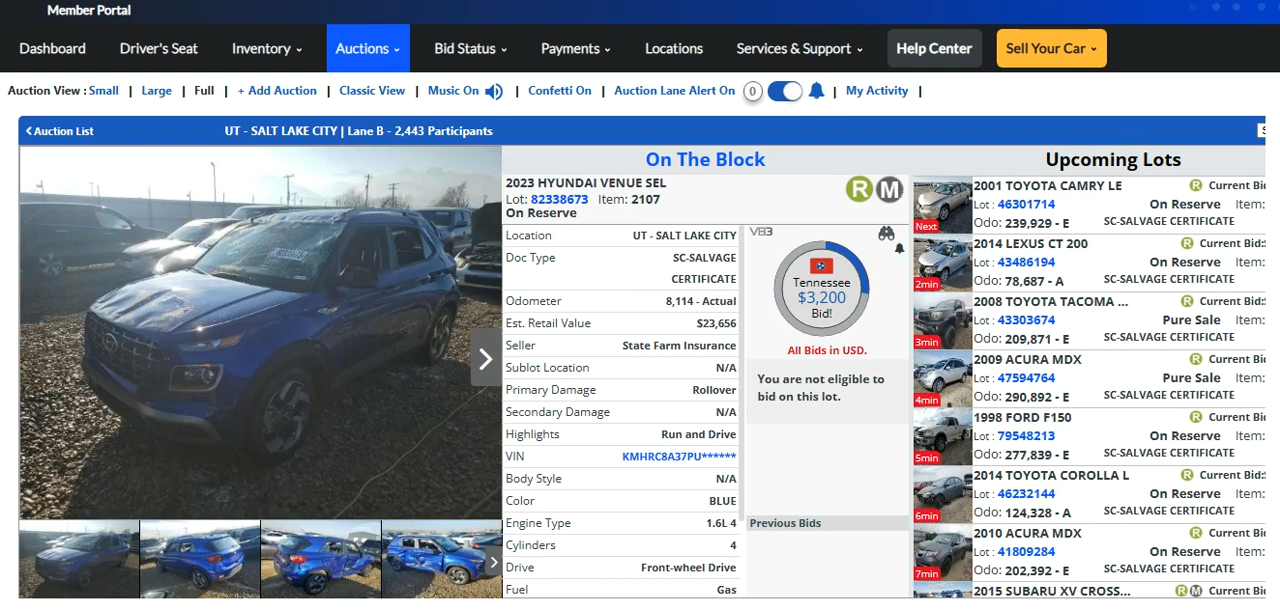 Member Portal
Dashboard Driver's Seat Inventory Auctions Bid Status Payments Locations Services & Support Help Center Sell Your Car
Auction View : Small | Large | Full | + Add Auction | Classic View | Music On | Confetti On | Auction Lane Alert On 0 | My Activity |
Auction List UT - SALT LAKE CITY | Lane B - 2,443 Participants
On The Block
2023 HYUNDAI VENUE SEL
Lot: 82338673 Item: 2107
On Reserve
R M
Location UT - SALT LAKE CITY
Doc Type SC-SALVAGE
CERTIFICATE
Odometer 8,114 - Actual
Est. Retail Value $23,656
Seller State Farm Insurance
Sublot Location N/A
Primary Damage Rollover
Secondary Damage N/A
Highlights Run and Drive
VIN KMHRC8A37PU******
Body Style N/A
Color BLUE
Engine Type 1.6L 4
Cylinders 4
Drive Front-wheel Drive
Fuel Gas
VB3
Tennessee
$3,200
Bid!
All Bids in USD.
You are not eligible to
bid on this lot.
Previous Bids
Upcoming Lots
2001 TOYOTA CAMRY LE R Current Bid
Lot : 46301714 On Reserve Item:
Next Odo: 239,929 - E SC-SALVAGE CERTIFICATE
2014 LEXUS CT 200 R Current Bid:
Lot : 43486194 On Reserve Item:
2min Odo: 78,687 - A SC-SALVAGE CERTIFICATE
2008 TOYOTA TACOMA ... R Current Bid:
Lot : 43303674 Pure Sale Item:
3min Odo: 209,871 - E SC-SALVAGE CERTIFICATE
2009 ACURA MDX R Current Bid
Lot : 47594764 Pure Sale Item:
4min Odo: 290,892 - E SC-SALVAGE CERTIFICATE
1998 FORD F150 R Current Bid
Lot : 79548213 On Reserve Item:
5min Odo: 277,839 - E SC-SALVAGE CERTIFICATE
2014 TOYOTA COROLLA L R Current Bid:
Lot : 46232144 On Reserve Item:
6min Odo: 124,328 - A SC-SALVAGE CERTIFICATE
2010 ACURA MDX R Current Bid
Lot : 41809284 On Reserve Item:
7min Odo: 202,392 - E SC-SALVAGE CERTIFICATE
2015 SUBARU XV CROSS... R M Current Bi